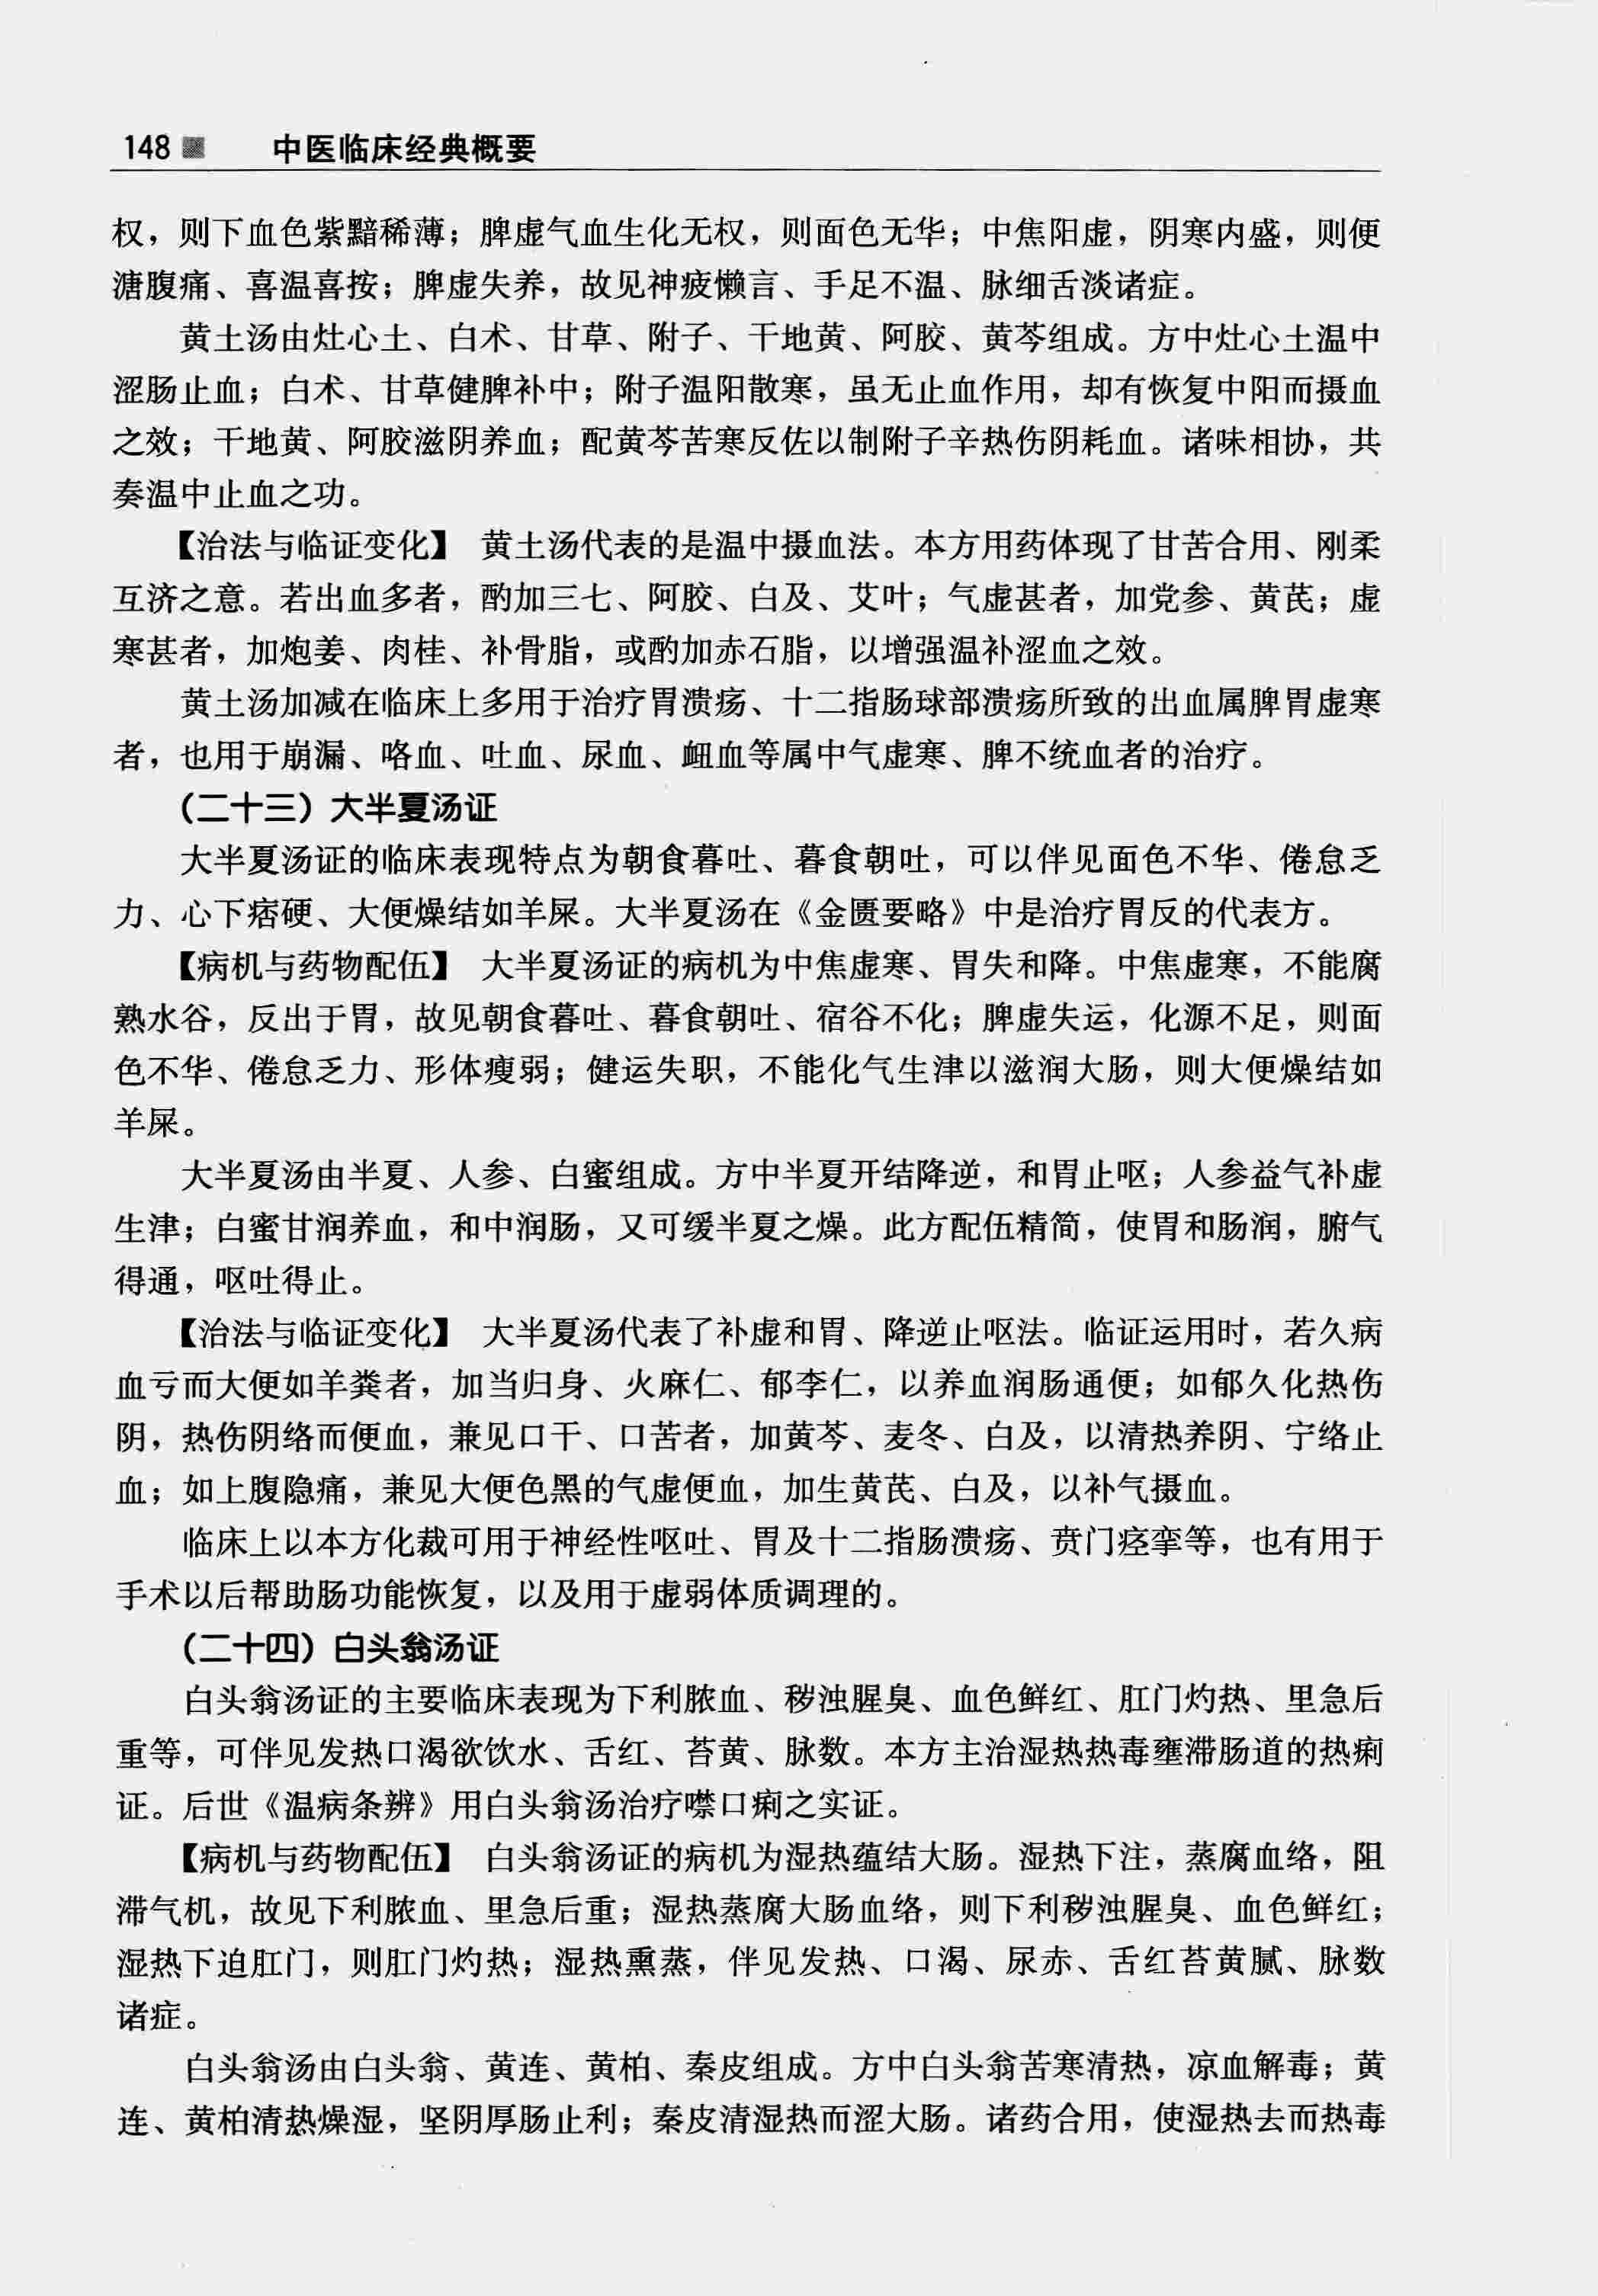 148 中医临床经典概要
权，则下血色紫黯稀薄；脾虚气血生化无权，则面色无华；中焦阳虚，阴寒内盛，则便
溏腹痛、喜温喜按；脾虚失养，故见神疲懒言、手足不温、脉细舌淡诸症。
黄土汤由灶心土、白术、甘草、附子、干地黄、阿胶、黄芩组成。方中灶心土温中
涩肠止血；白术、甘草健脾补中；附子温阳散寒，虽无止血作用，却有恢复中阳而摄血
之效；干地黄、阿胶滋阴养血；配黄芩苦寒反佐以制附子辛热伤阴耗血。诸味相协，共
奏温中止血之功。
【治法与临证变化】 黄土汤代表的是温中摄血法。本方用药体现了甘苦合用、刚柔
互济之意。若出血多者，酌加三七、阿胶、白及、艾叶；气虚甚者，加党参、黄芪；虚
寒甚者，加炮姜、肉桂、补骨脂，或酌加赤石脂，以增强温补涩血之效。
黄土汤加减在临床上多用于治疗胃溃疡、十二指肠球部溃疡所致的出血属脾胃虚寒
者，也用于崩漏、咯血、吐血、尿血、衄血等属中气虚寒、脾不统血者的治疗。
（二十三）大半夏汤证
大半夏汤证的临床表现特点为朝食暮吐、暮食朝吐，可以伴见面色不华、倦怠乏
力、心下痞硬、大便燥结如羊屎。大半夏汤在《金匮要略》中是治疗胃反的代表方。
【病机与药物配伍】 大半夏汤证的病机为中焦虚寒、胃失和降。中焦虚寒，不能腐
熟水谷，反出于胃，故见朝食暮吐、暮食朝吐、宿谷不化；脾虚失运，化源不足，则面
色不华、倦怠乏力、形体瘦弱；健运失职，不能化气生津以滋润大肠，则大便燥结如
羊屎。
大半夏汤由半夏、人参、白蜜组成。方中半夏开结降逆，和胃止呕；人参益气补虚
生津；白蜜甘润养血，和中润肠，又可缓半夏之燥。此方配伍精简，使胃和肠润，腑气
得通，呕吐得止。
【治法与临证变化】 大半夏汤代表了补虚和胃、降逆止呕法。临证运用时，若久病
血亏而大便如羊粪者，加当归身、火麻仁、郁李仁，以养血润肠通便；如郁久化热伤
阴，热伤阴络而便血，兼见口干、口苦者，加黄芩、麦冬、白及，以清热养阴、宁络止
血；如上腹隐痛，兼见大便色黑的气虚便血，加生黄芪、白及，以补气摄血。
临床上以本方化裁可用于神经性呕吐、胃及十二指肠溃疡、贲门痉挛等，也有用于
手术以后帮助肠功能恢复，以及用于虚弱体质调理的。
（二十四）白头翁汤证
白头翁汤证的主要临床表现为下利脓血、秽浊腥臭、血色鲜红、肛门灼热、里急后
重等，可伴见发热口渴欲饮水、舌红、苔黄、脉数。本方主治湿热热毒壅滞肠道的热痢
证。后世《温病条辨》用白头翁汤治疗噤口痢之实证。
【病机与药物配伍】 白头翁汤证的病机为湿热蕴结大肠。湿热下注，蒸腐血络，阻
滞气机，故见下利脓血、里急后重；湿热蒸腐大肠血络，则下利秽浊腥臭、血色鲜红；
湿热下迫肛门，则肛门灼热；湿热熏蒸，伴见发热、口渴、尿赤、舌红苔黄腻、脉数
诸症。
白头翁汤由白头翁、黄连、黄柏、秦皮组成。方中白头翁苦寒清热，凉血解毒；黄
连、黄柏清热燥湿，坚阴厚肠止利；秦皮清湿热而涩大肠。诸药合用，使湿热去而热毒